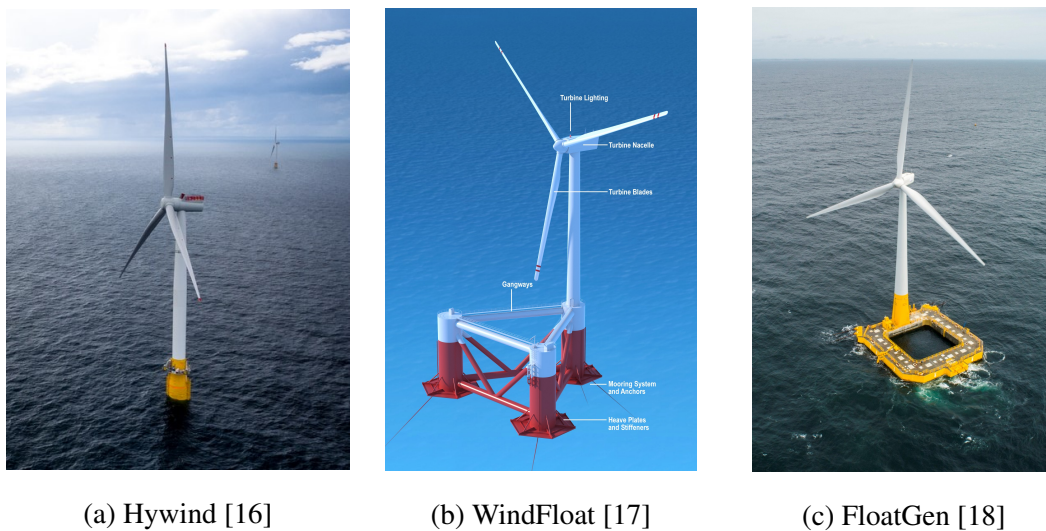 Turbine Lighting
Turbine Nacelle
Turbine Blades
Gangways
Mooring System
and Anchors
Heave Plates
and Stiffeners
(a) Hywind [16]
(b) WindFloat [17]
(c) FloatGen [18]